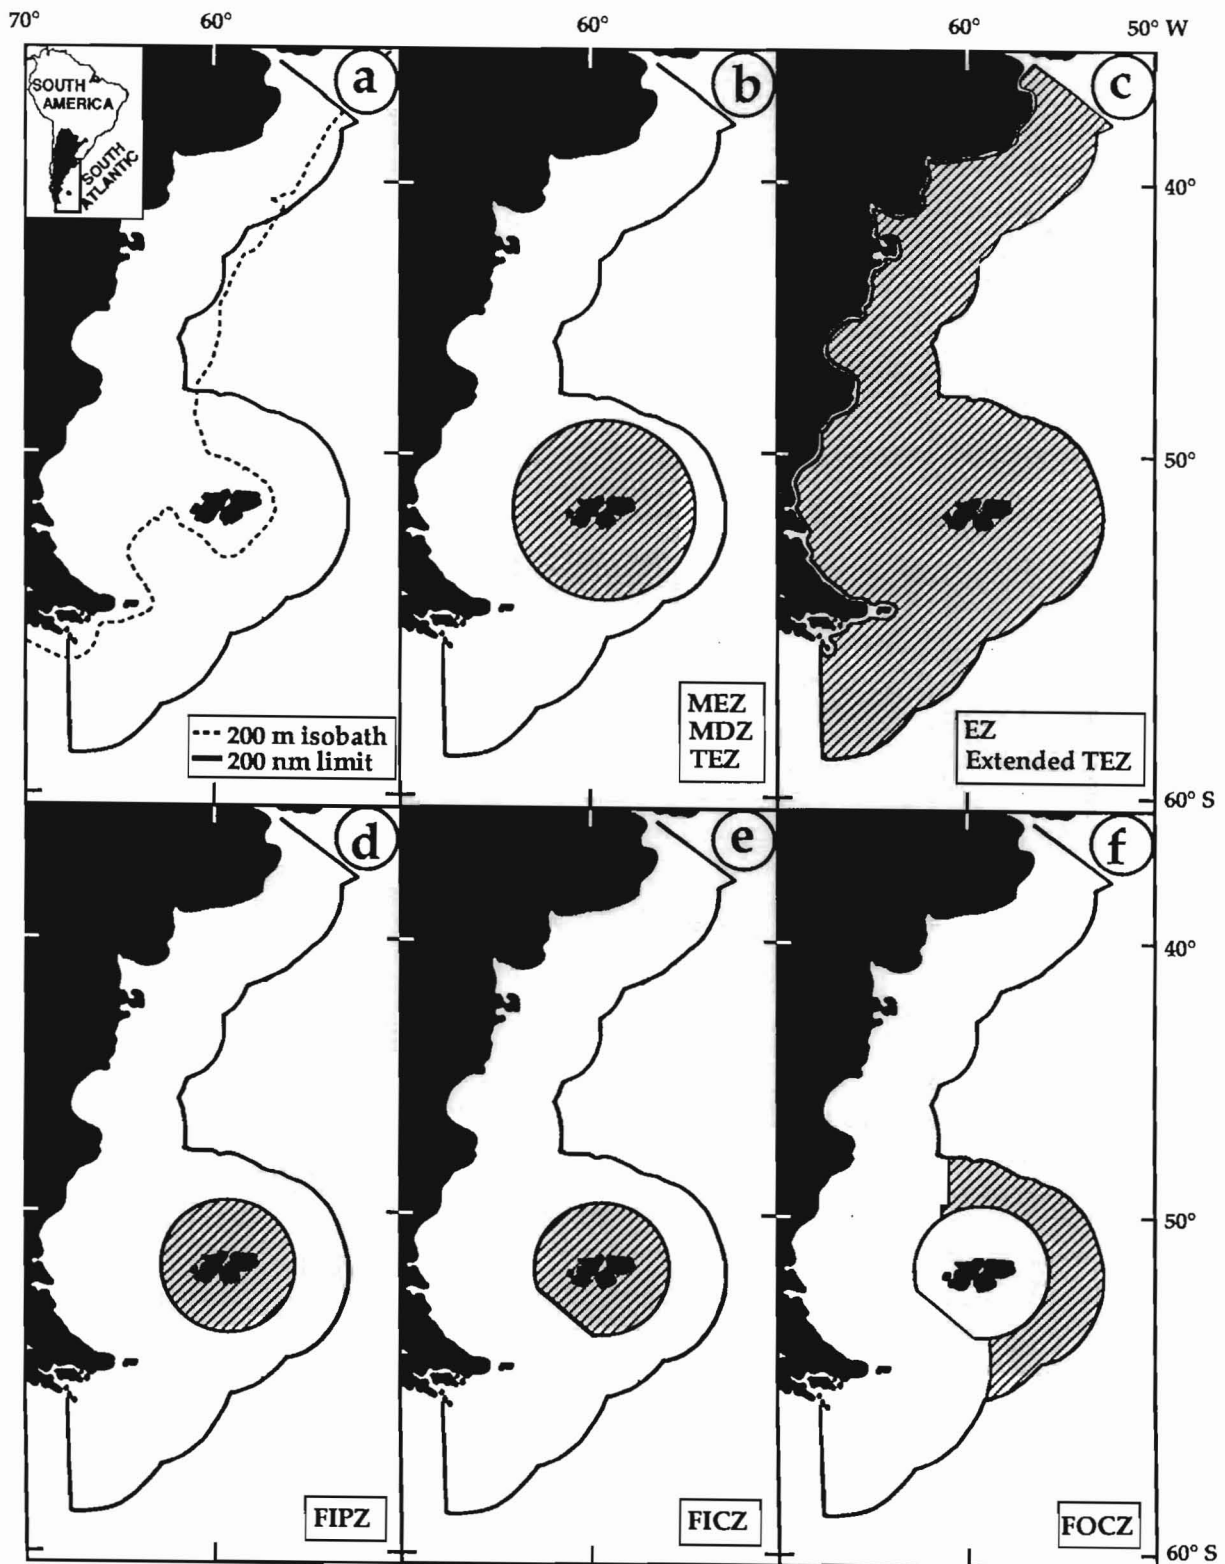 70°
60°
60°
60°
50° W
SOUTH
AMERICA
SOUTH
ATLANTIC
a
b
c
40°
50°
200 m isobath
200 nm limit
MEZ
MDZ
TEZ
EZ
Extended TEZ
60° S
d
e
f
40°
50°
FIPZ
FICZ
FOCZ
60° S